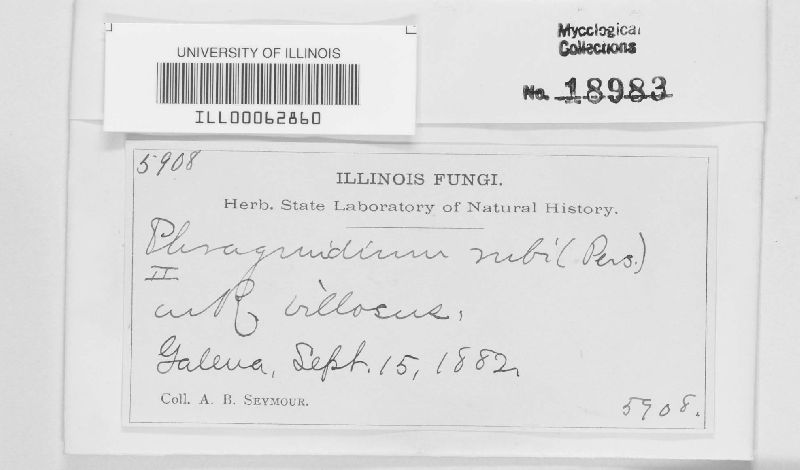 UNIVERSITY OF ILLINOIS
ILL00062860
Mycological
Collections
No. 18983
5908
ILLINOIS FUNGI.
Herb. State Laboratory of Natural History.
Phragmidium rubi (Pers.)
II
on R. villosus,
Galena, Sept. 15, 1882,
Coll. A. B. SEYMOUR.
5908.